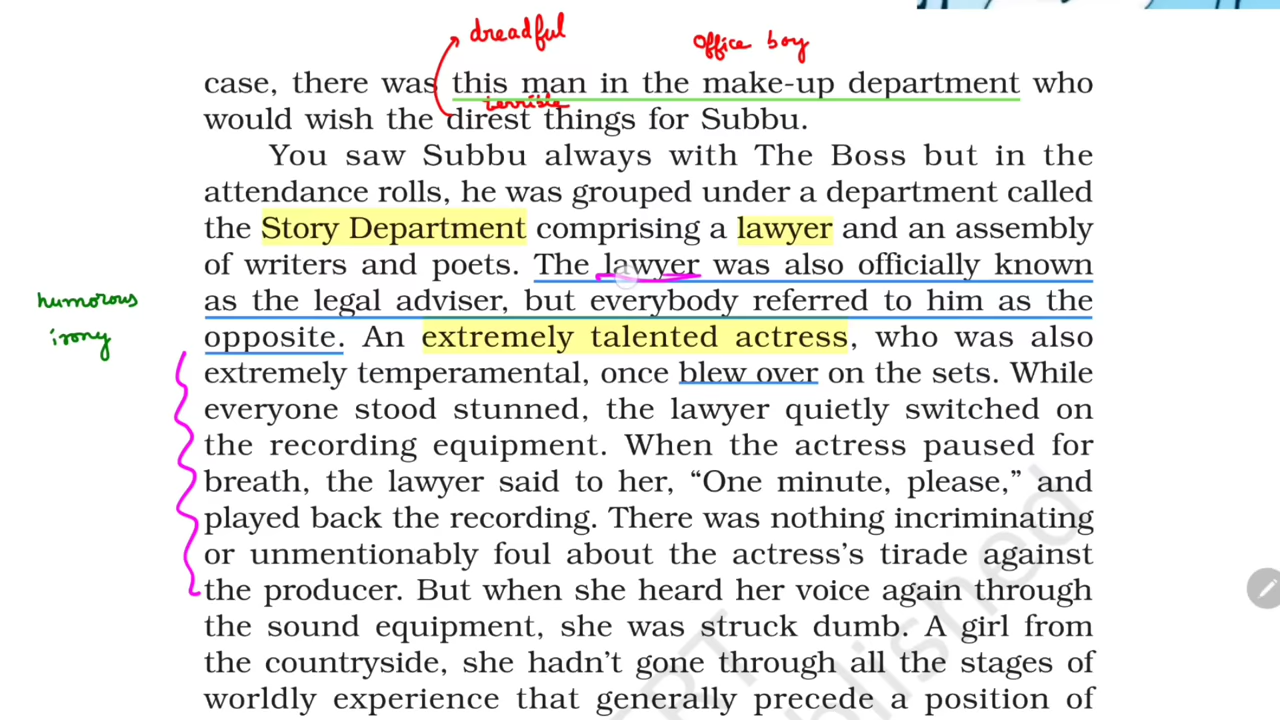 dreadful
office boy
case, there was this man in the make-up department who
terrible
would wish the direst things for Subbu.
You saw Subbu always with The Boss but in the
attendance rolls, he was grouped under a department called
the Story Department comprising a lawyer and an assembly
of writers and poets. The lawyer was also officially known
humorous
as the legal adviser, but everybody referred to him as the
irony
opposite. An extremely talented actress, who was also
extremely temperamental, once blew over on the sets. While
everyone stood stunned, the lawyer quietly switched on
the recording equipment. When the actress paused for
breath, the lawyer said to her, “One minute, please,” and
played back the recording. There was nothing incriminating
or unmentionably foul about the actress’s tirade against
the producer. But when she heard her voice again through
the sound equipment, she was struck dumb. A girl from
the countryside, she hadn’t gone through all the stages of
worldly experience that generally precede a position of